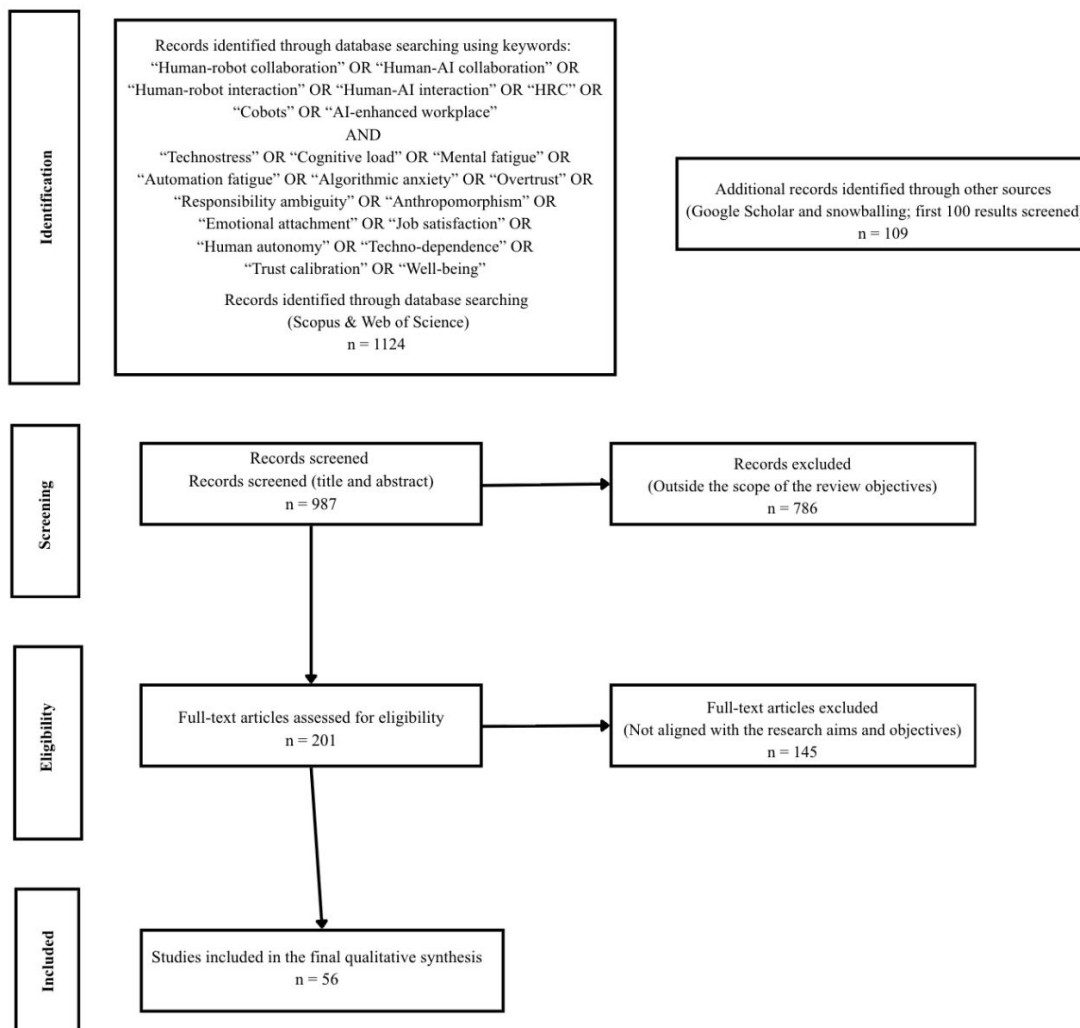 Identification
Records identified through database searching using keywords:
“Human-robot collaboration” OR “Human-AI collaboration” OR
“Human-robot interaction” OR “Human-AI interaction” OR “HRC” OR
“Cobots” OR “AI-enhanced workplace”
AND
“Technostress” OR “Cognitive load” OR “Mental fatigue” OR
“Automation fatigue” OR “Algorithmic anxiety” OR “Overtrust” OR
“Responsibility ambiguity” OR “Anthropomorphism” OR
“Emotional attachment” OR “Job satisfaction” OR
“Human autonomy” OR “Techno-dependence” OR
“Trust calibration” OR “Well-being”
Records identified through database searching
(Scopus & Web of Science)
n = 1124
Additional records identified through other sources
(Google Scholar and snowballing; first 100 results screened)
n = 109
Screening
Records screened
Records screened (title and abstract)
n = 987
Records excluded
(Outside the scope of the review objectives)
n = 786
Eligibility
Full-text articles assessed for eligibility
n = 201
Full-text articles excluded
(Not aligned with the research aims and objectives)
n = 145
Included
Studies included in the final qualitative synthesis
n = 56